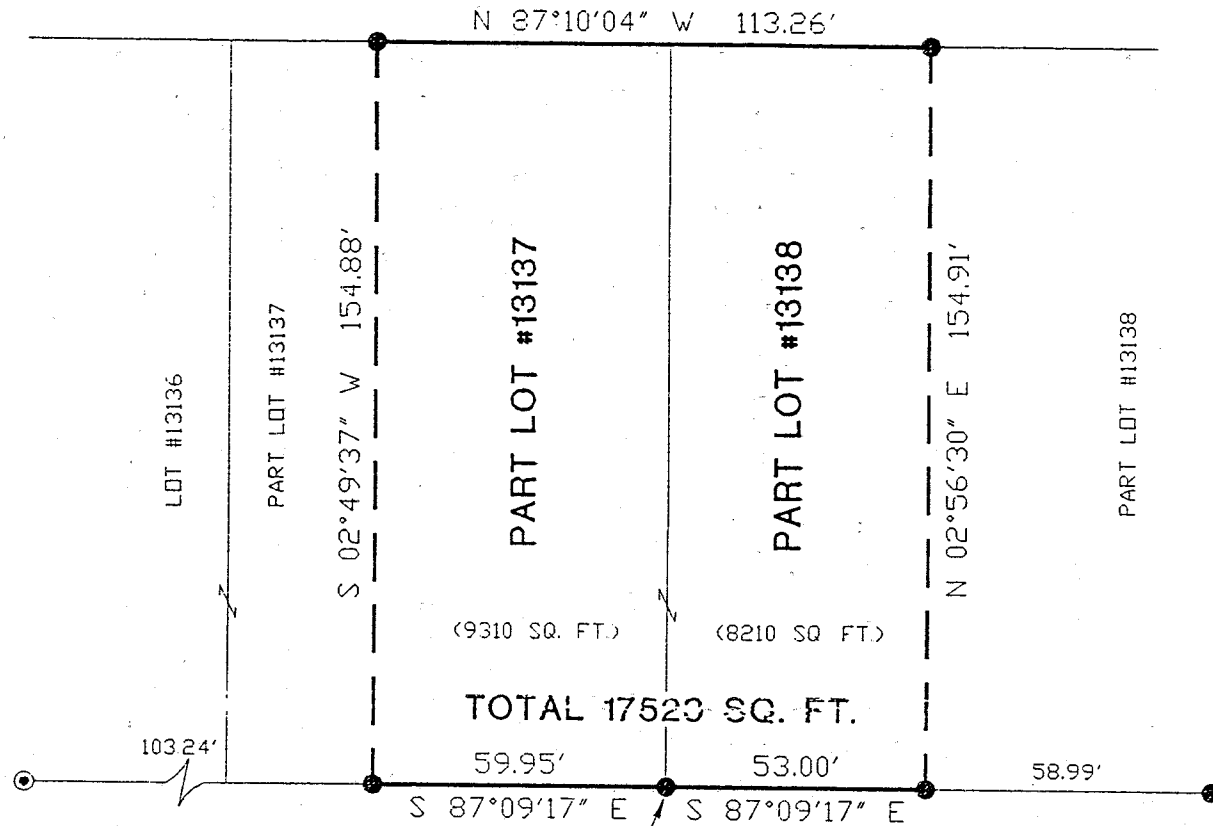 N 87°10'04" W 113.26'
LOT #13136
PART LOT #13137
S 02°49'37" W 154.88'
PART LOT #13137
PART LOT #13138
N 02°56'30" E 154.91'
PART LOT #13138
(9310 SQ. FT.)
(8210 SQ FT.)
TOTAL 17520 SQ. FT.
103.24'
59.95'
53.00'
58.99'
S 87°09'17" E
S 87°09'17" E